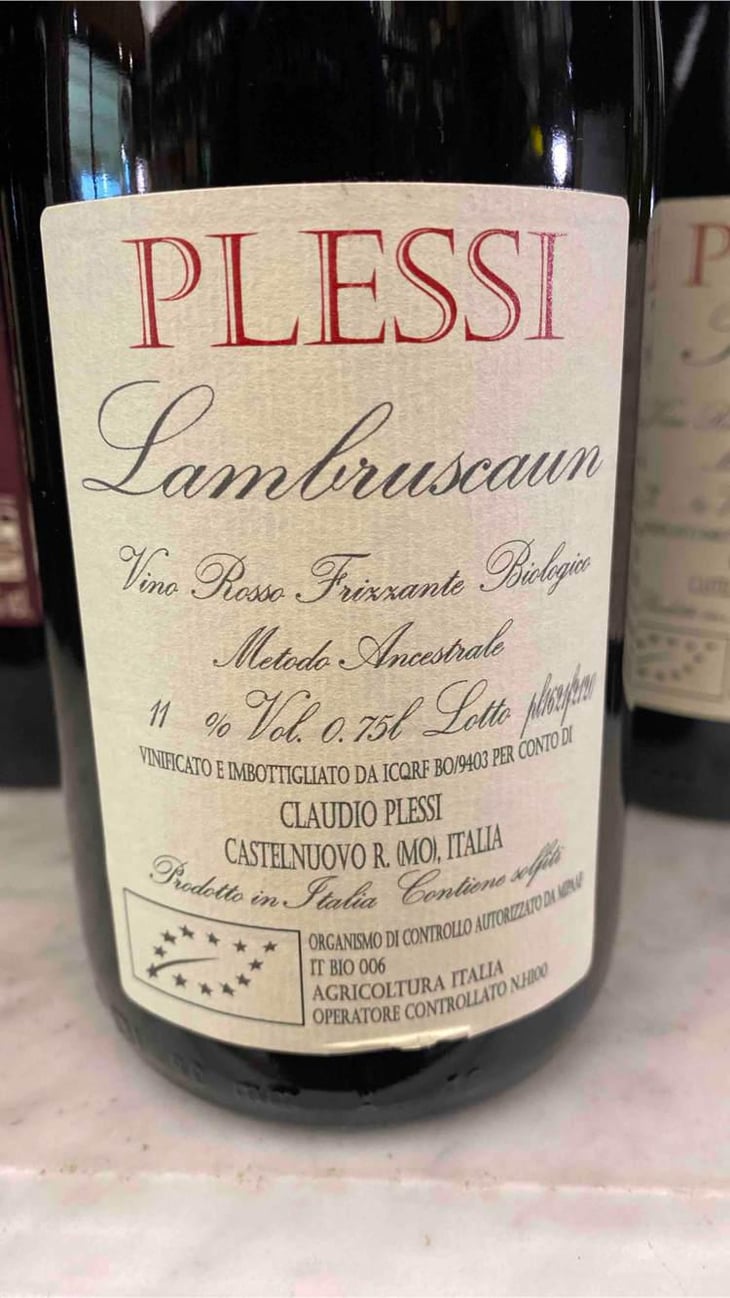 PLESSI
Lambruscaun
Vino Rosso Frizzante Biologico
Metodo Ancestrale
11 % Vol. 0.75l Lotto
VINIFICATO E IMBOTTIGLIATO DA ICQRF BO/9403 PER CONTO DI
CLAUDIO PLESSI
CASTELNUOVO R. (MO), ITALIA
Prodotto in Italia Contiene solfiti
ORGANISMO DI CONTROLLO AUTORIZZATO DA MIPAAF
IT BIO 006
AGRICOLTURA ITALIA
OPERATORE CONTROLLATO N.H100
P